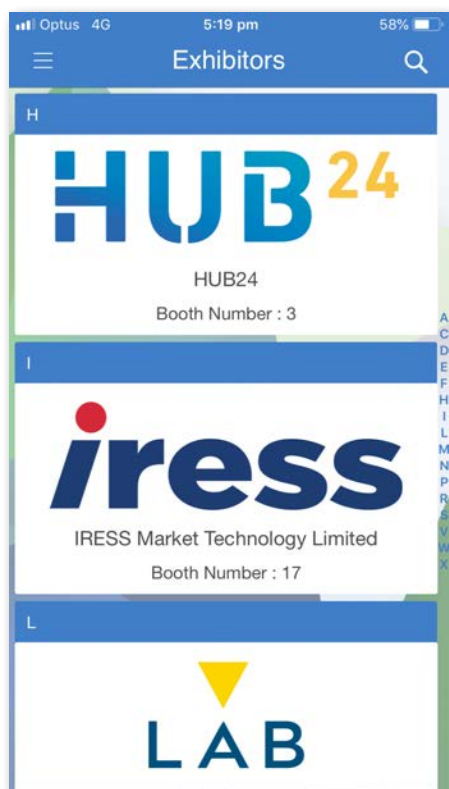 Optus 4G 5:19 pm 58%
Exhibitors
H
HUB24
HUB24
Booth Number : 3
I
iress
IRESS Market Technology Limited
Booth Number : 17
L
LAB
A
C
D
E
F
H
I
L
M
N
P
R
S
V
W
X